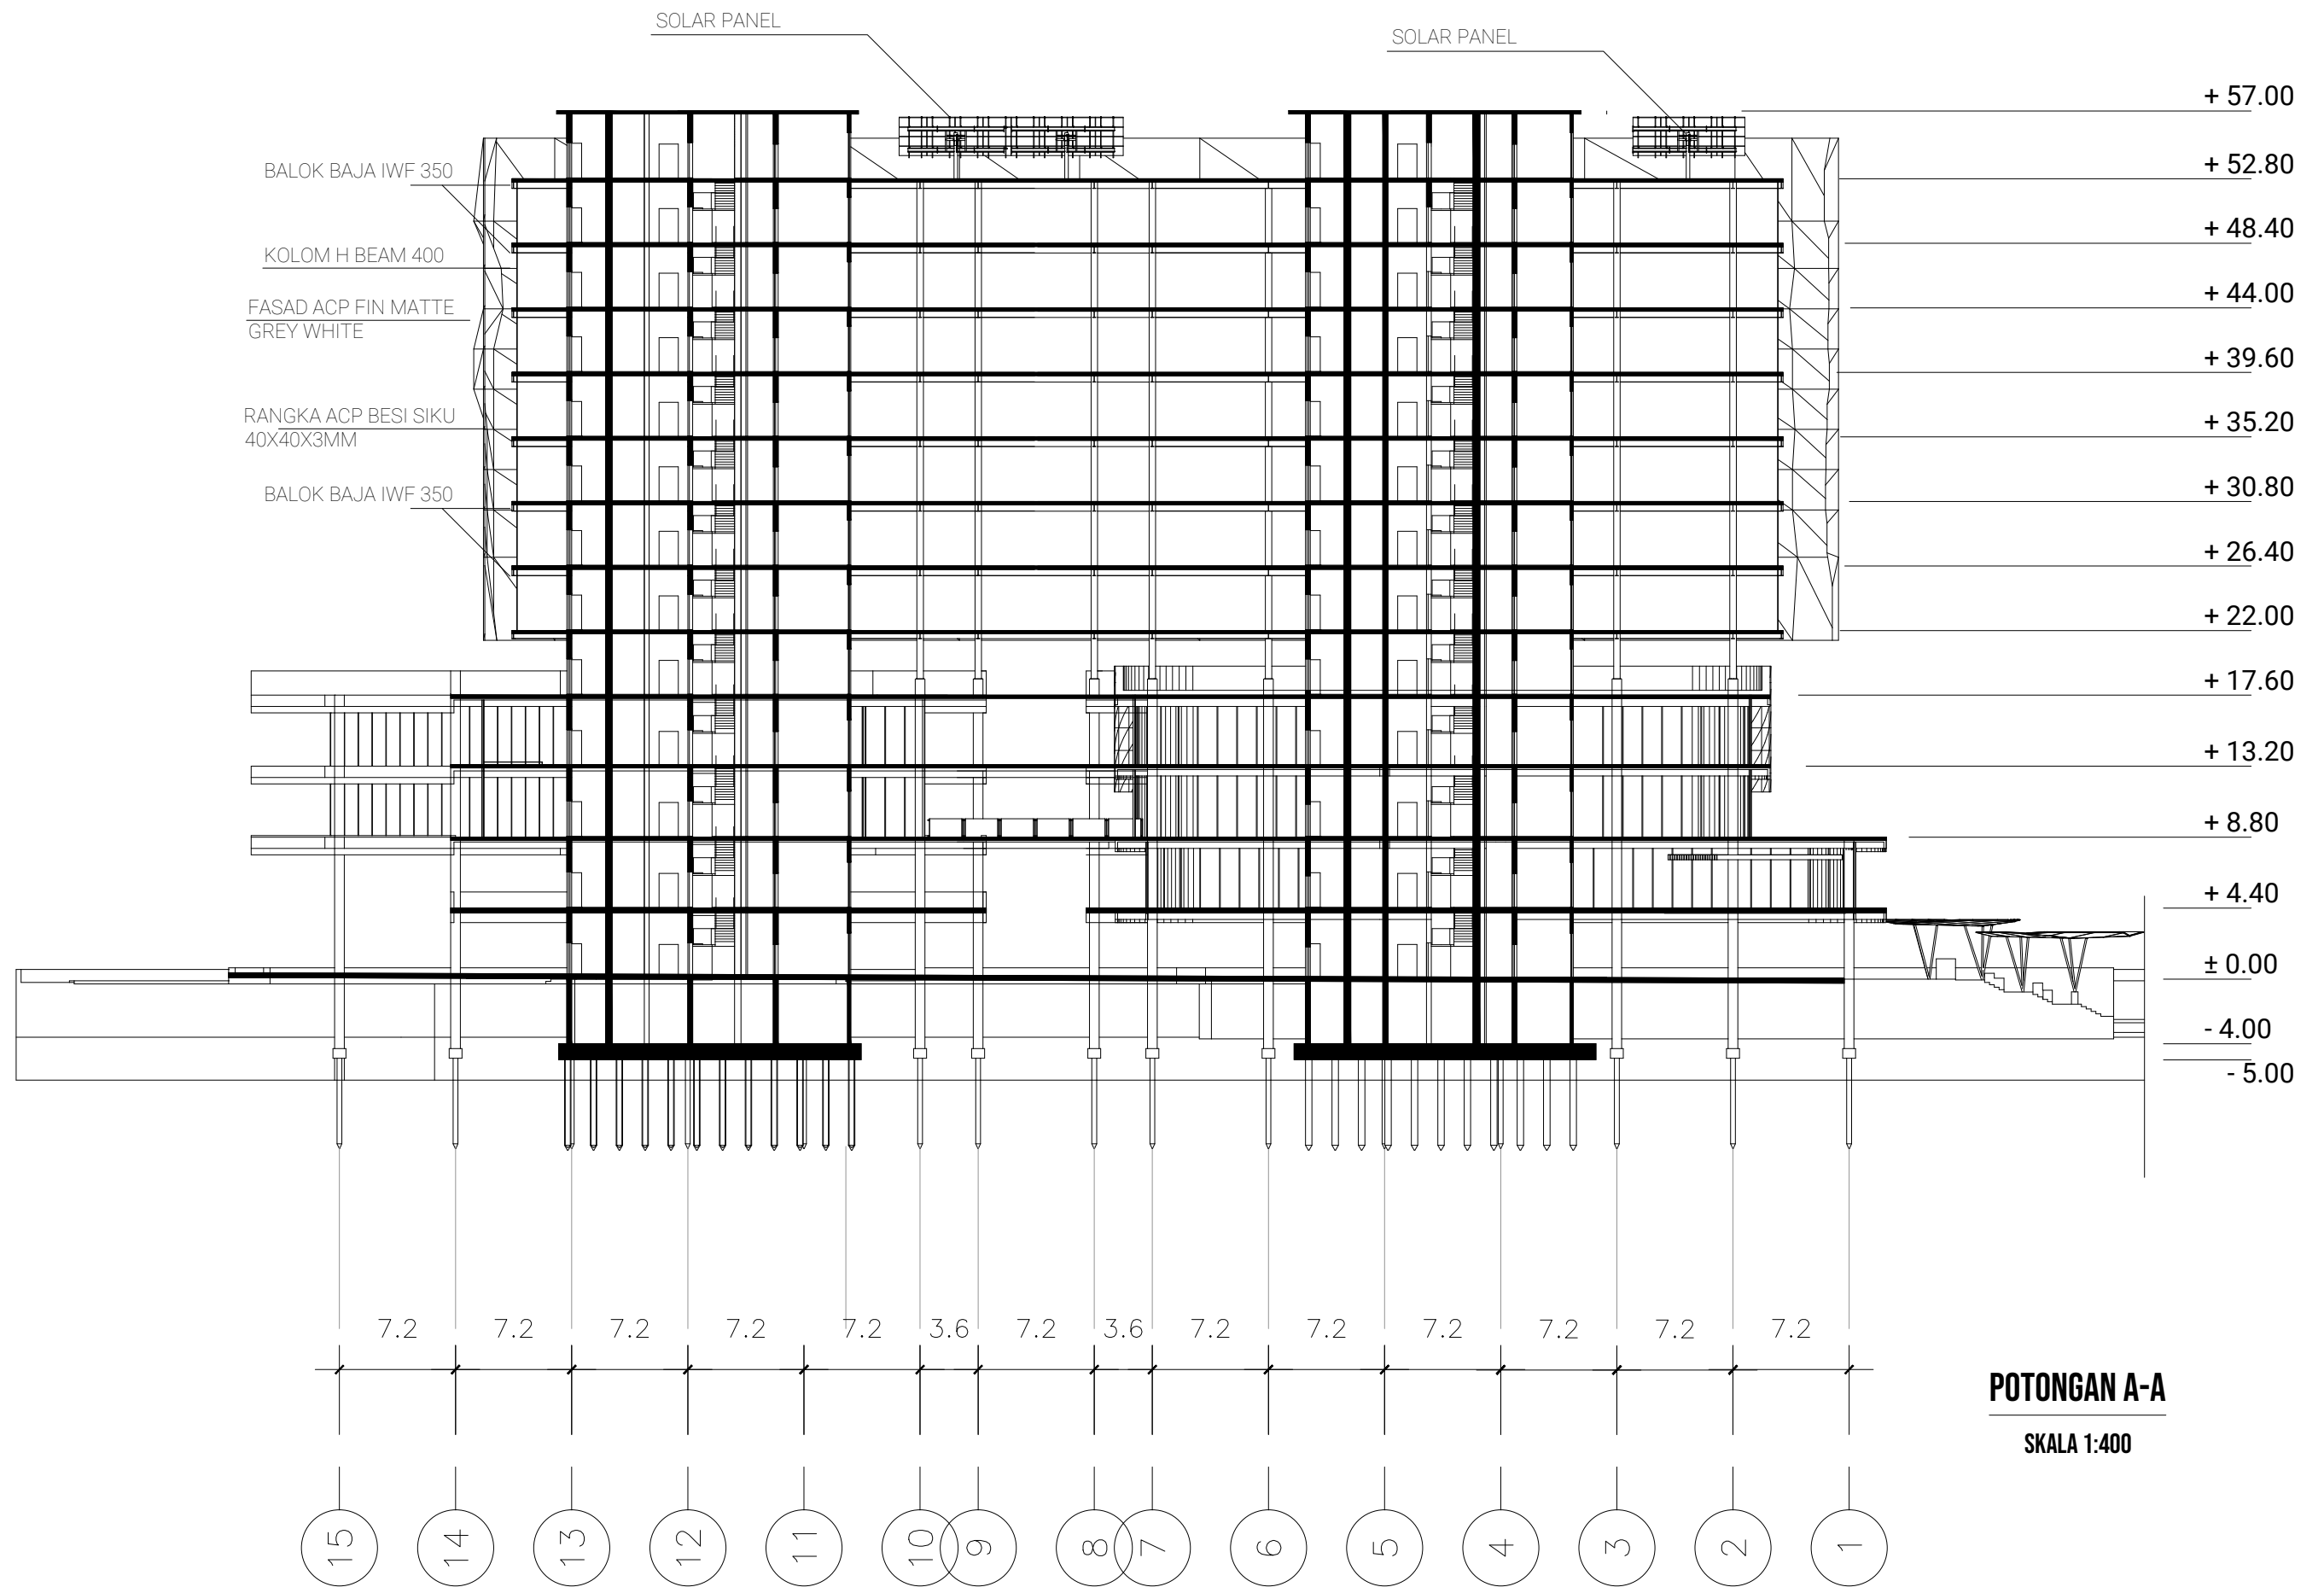 SOLAR PANEL
SOLAR PANEL
BALOK BAJA IWF 350
KOLOM H BEAM 400
FASAD ACP FIN MATTE
GREY WHITE
RANGKA ACP BESI SIKU
40X40X3MM
BALOK BAJA IWF 350
+ 57.00
+ 52.80
+ 48.40
+ 44.00
+ 39.60
+ 35.20
+ 30.80
+ 26.40
+ 22.00
+ 17.60
+ 13.20
+ 8.80
+ 4.40
± 0.00
- 4.00
- 5.00
7.2 7.2 7.2 7.2 7.2 3.6 7.2 3.6 7.2 7.2 7.2 7.2 7.2 7.2
POTONGAN A-A
SKALA 1:400
15 14 13 12 11 10 9 8 7 6 5 4 3 2 1